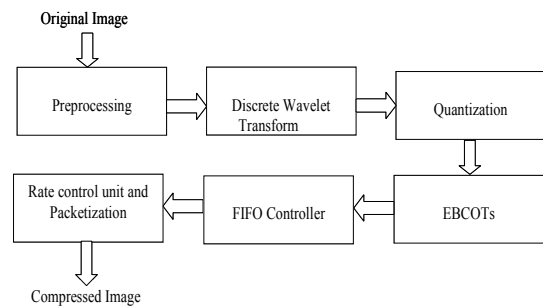 Original Image
Preprocessing
Discrete Wavelet
Transform
Quantization
EBCOTs
FIFO Controller
Rate control unit and
Packetization
Compressed Image